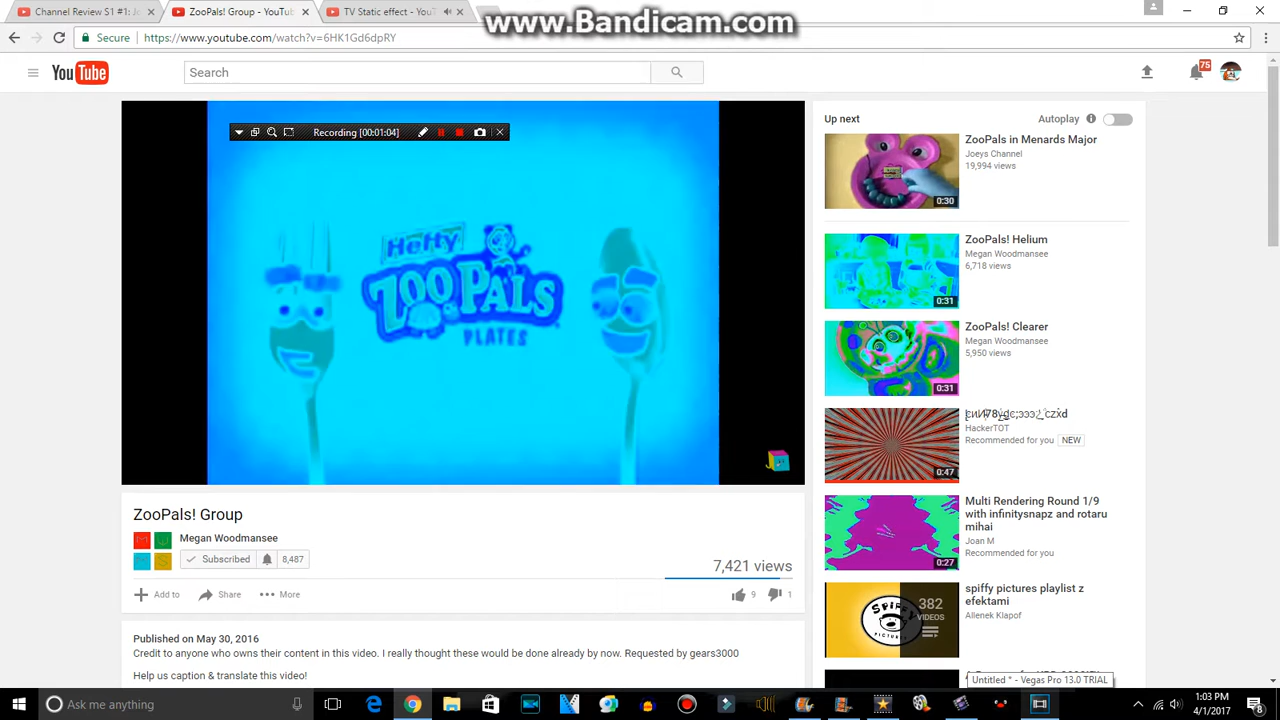 www.Bandicam.com
Channel Review S1 #1: J
ZooPals! Group - YouTub
TV Static effect - YouT
Secure https://www.youtube.com/watch?v=6HK1Gd6dpRY
YouTube
Search
75
Recording [00:01:04]
Hefty
ZOOPALS
PLATES
Up next
Autoplay
ZooPals in Menards Major
Joeys Channel
19,994 views
0:30
ZooPals! Helium
Megan Woodmansee
6,718 views
0:31
ZooPals! Clearer
Megan Woodmansee
5,950 views
0:31
HackerTOT
Recommended for you NEW
0:47
Multi Rendering Round 1/9
with infinitysnapz and rotaru
mihai
Joan M
Recommended for you
0:27
spiffy pictures playlist z
efektami
Allenek Klapof
382
VIDEOS
SPIFFY
PICTURES
ZooPals! Group
Megan Woodmansee
Subscribed 8,487
7,421 views
Add to Share More
9 1
Published on May 30, 2016
Credit to anyone who owns their content in this video. I really thought these would be done already by now. Requested by gears3000
Help us caption & translate this video!
Untitled * - Vegas Pro 13.0 TRIAL
Ask me anything
1:03 PM
4/1/2017